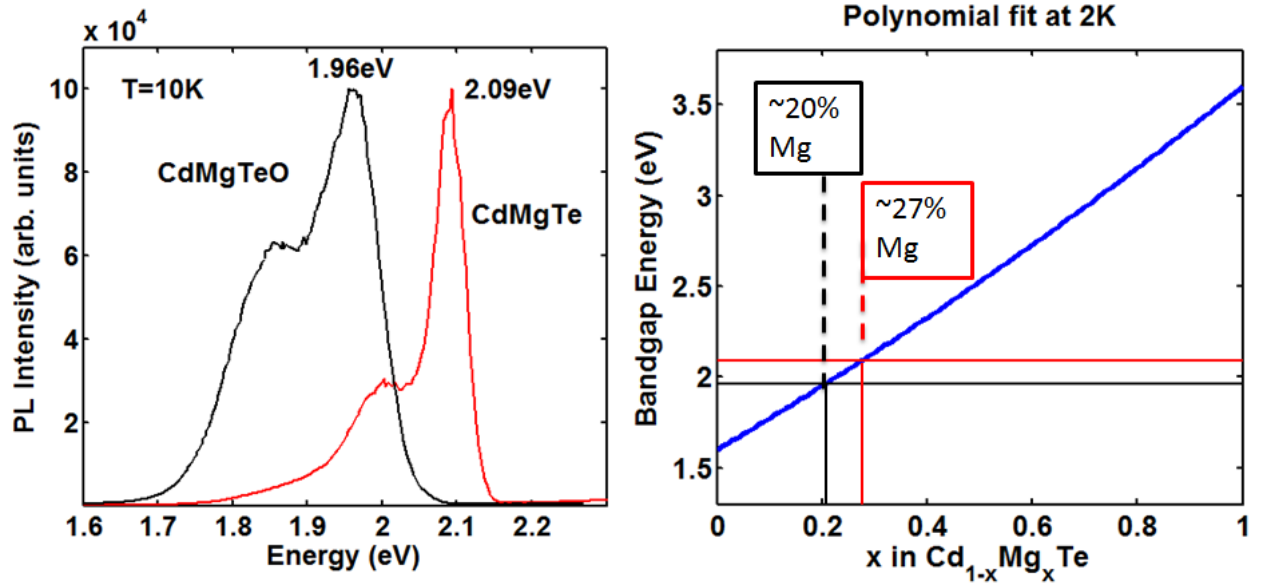 x 10^4
T=10K
1.96eV
2.09eV
CdMgTeO
CdMgTe
PL Intensity (arb. units)
10
8
6
4
2
1.6 1.7 1.8 1.9 2 2.1 2.2
Energy (eV)
Polynomial fit at 2K
~20%
Mg
~27%
Mg
Bandgap Energy (eV)
3.5
3
2.5
2
1.5
0 0.2 0.4 0.6 0.8 1
x in Cd_{1-x}Mg_xTe